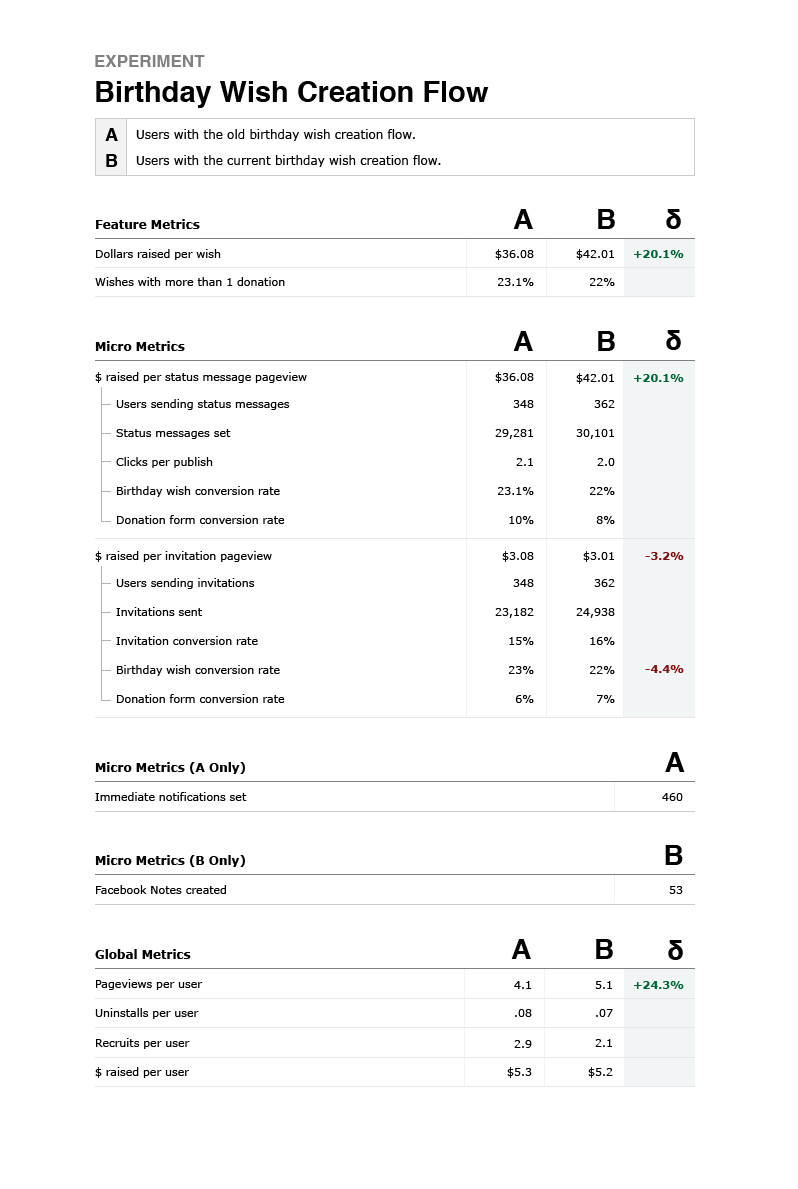 EXPERIMENT
Birthday Wish Creation Flow
A Users with the old birthday wish creation flow.
B Users with the current birthday wish creation flow.
Feature Metrics A B δ
Dollars raised per wish $36.08 $42.01 +20.1%
Wishes with more than 1 donation 23.1% 22%
Micro Metrics A B δ
$ raised per status message pageview $36.08 $42.01 +20.1%
Users sending status messages 348 362
Status messages set 29,281 30,101
Clicks per publish 2.1 2.0
Birthday wish conversion rate 23.1% 22%
Donation form conversion rate 10% 8%
$ raised per invitation pageview $3.08 $3.01 -3.2%
Users sending invitations 348 362
Invitations sent 23,182 24,938
Invitation conversion rate 15% 16%
Birthday wish conversion rate 23% 22% -4.4%
Donation form conversion rate 6% 7%
Micro Metrics (A Only) A
Immediate notifications set 460
Micro Metrics (B Only) B
Facebook Notes created 53
Global Metrics A B δ
Pageviews per user 4.1 5.1 +24.3%
Uninstalls per user .08 .07
Recruits per user 2.9 2.1
$ raised per user $5.3 $5.2